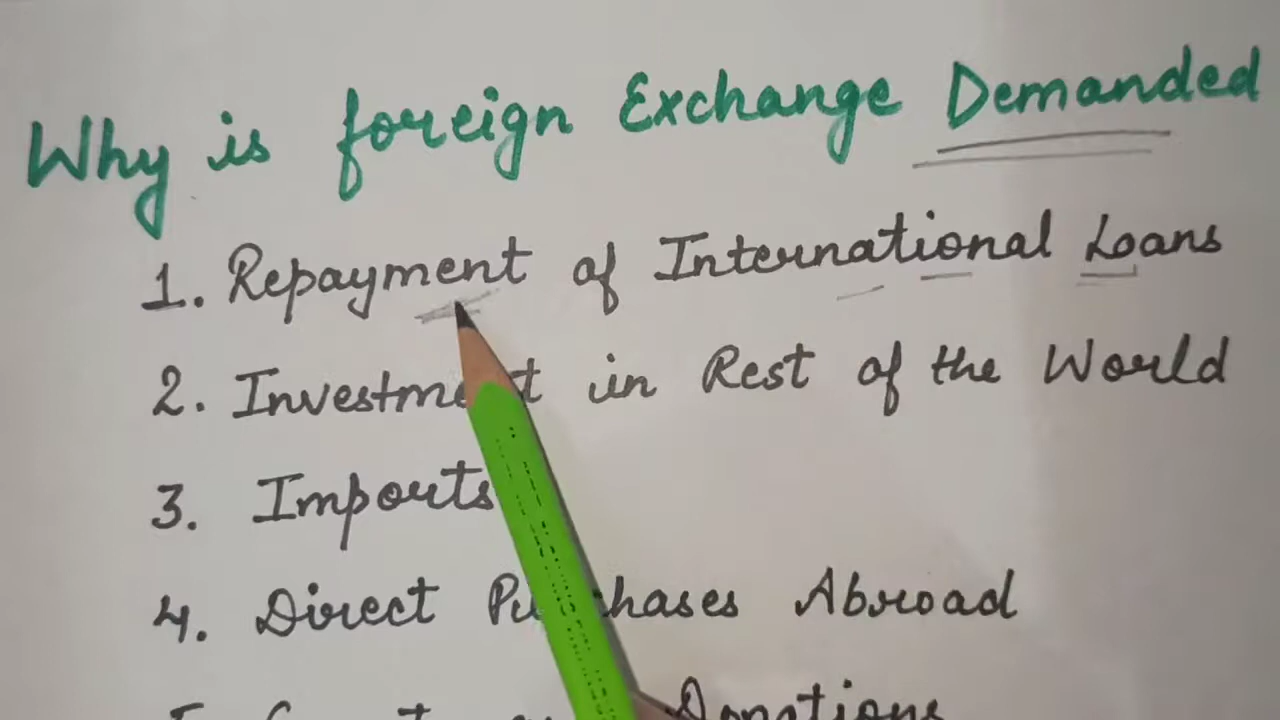 Why is foreign Exchange Demanded
1. Repayment of International Loans
2. Investment in Rest of the World
3. Imports
4. Direct Purchases Abroad
Donations